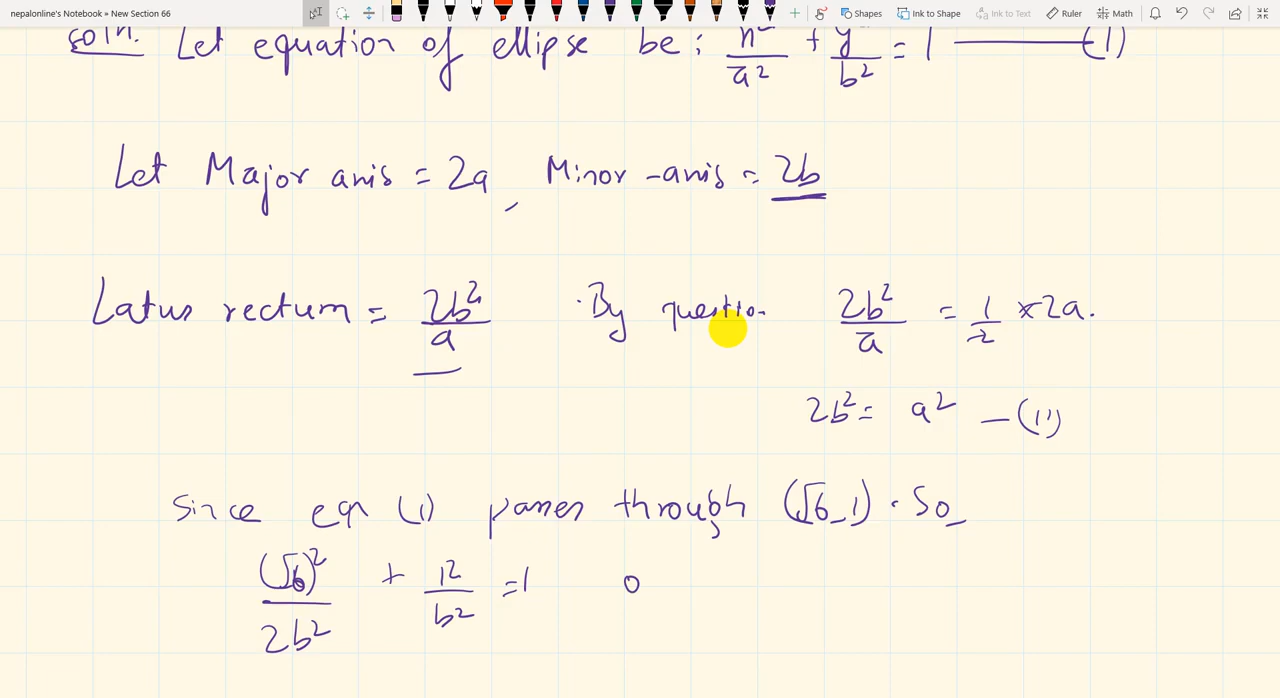 nepalonline's Notebook » New Section 66
Shapes Ink to Shape Ink to Text Ruler Math
soln. Let equation of ellipse be: x²/a² + y²/b² = 1 —— (1)
Let Major axis = 2a, Minor-axis = 2b
Latus rectum = 2b²/a . By question 2b²/a = 1/2 × 2a.
2b² = a² — (11)
Since eqn (1) passes through (√6, 1). So
(√6)²/2b² + 1²/b² = 1 o